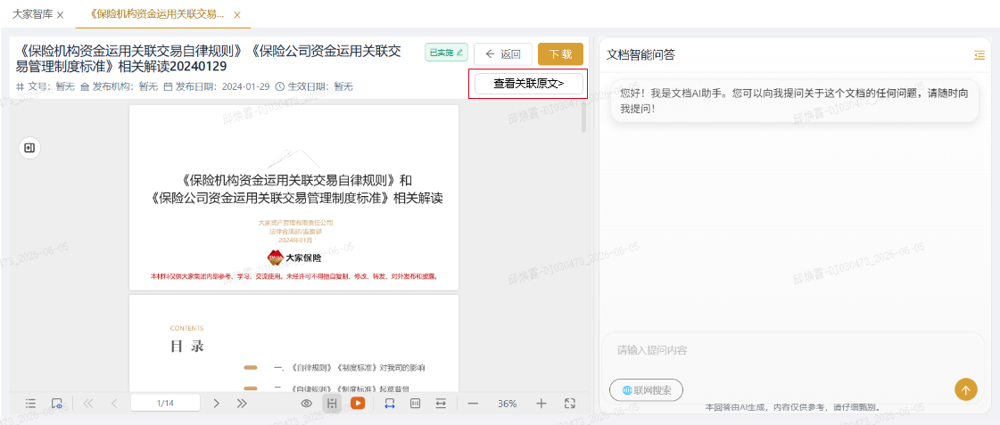 大家智库 ×
《保险机构资金运用关联交易... ×
《保险机构资金运用关联交易自律规则》《保险公司资金运用关联交
易管理制度标准》相关解读20240129
已实施
返回
下 载
文号: 暂无 发布机构: 暂无 发布日期: 2024-01-29 生效日期: 暂无
查看关联原文>
《保险机构资金运用关联交易自律规则》和
《保险公司资金运用关联交易管理制度标准》相关解读
大家资产管理有限责任公司
法律合规部/监察部
2024年01月
大家保险
本材料仅供大家集团内部参考、学习、交流使用。未经许可不得擅自复制、修改、转发、对外发布和披露。
CONTENTS
目 录
一、《自律规则》《制度标准》对我司的影响
二、《自律规则》《制度标准》起草背景
1/14
36%
文档智能问答
您好！我是文档AI助手。您可以向我提问关于这个文档的任何问题，请随时向
我提问！
请输入提问内容
联网搜索
本回答由AI生成，内容仅供参考，请仔细甄别。
邱焕霞-DJ030473_2026-06-05